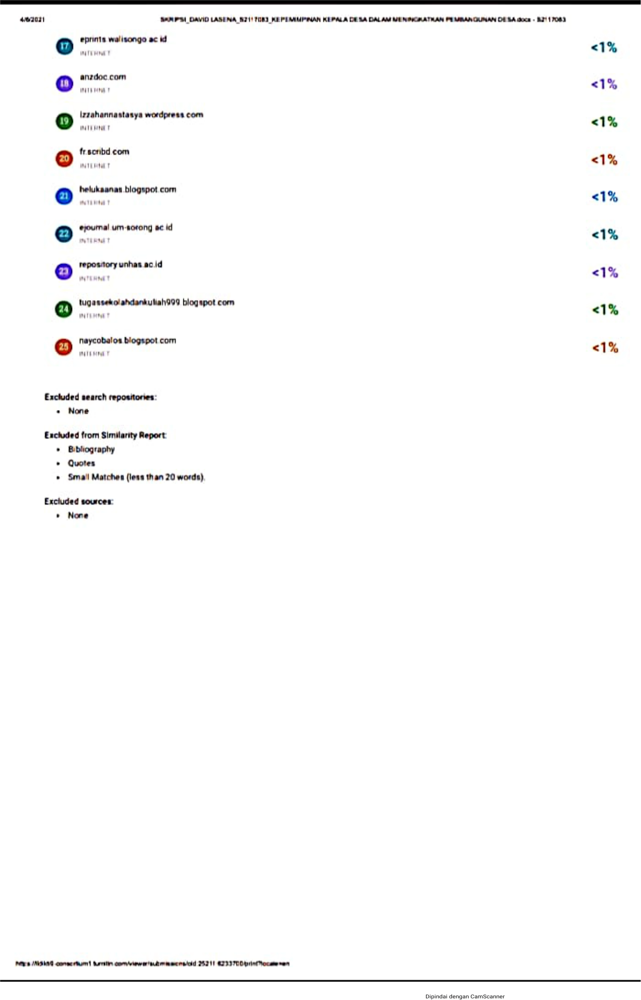 4/6/2021
SKRIPSI_DAVID LASENA_S2117083_KEPEMIMPINAN KEPALA DESA DALAM MENINGKATKAN PEMBANGUNAN DESA.docx - S2117083
17
eprints.walisongo.ac.id
INTERNET
<1%
18
anzdoc.com
INTERNET
<1%
19
izzahannastasya.wordpress.com
INTERNET
<1%
20
fr.scribd.com
INTERNET
<1%
21
helukaanas.blogspot.com
INTERNET
<1%
22
ejournal.um-sorong.ac.id
INTERNET
<1%
23
repository.unhas.ac.id
INTERNET
<1%
24
tugassekolahdankuliah999.blogspot.com
INTERNET
<1%
25
naycobalos.blogspot.com
INTERNET
<1%
Excluded search repositories:
• None
Excluded from Similarity Report:
• Bibliography
• Quotes
• Small Matches (less than 20 words).
Excluded sources:
• None
Dipindai dengan CamScanner